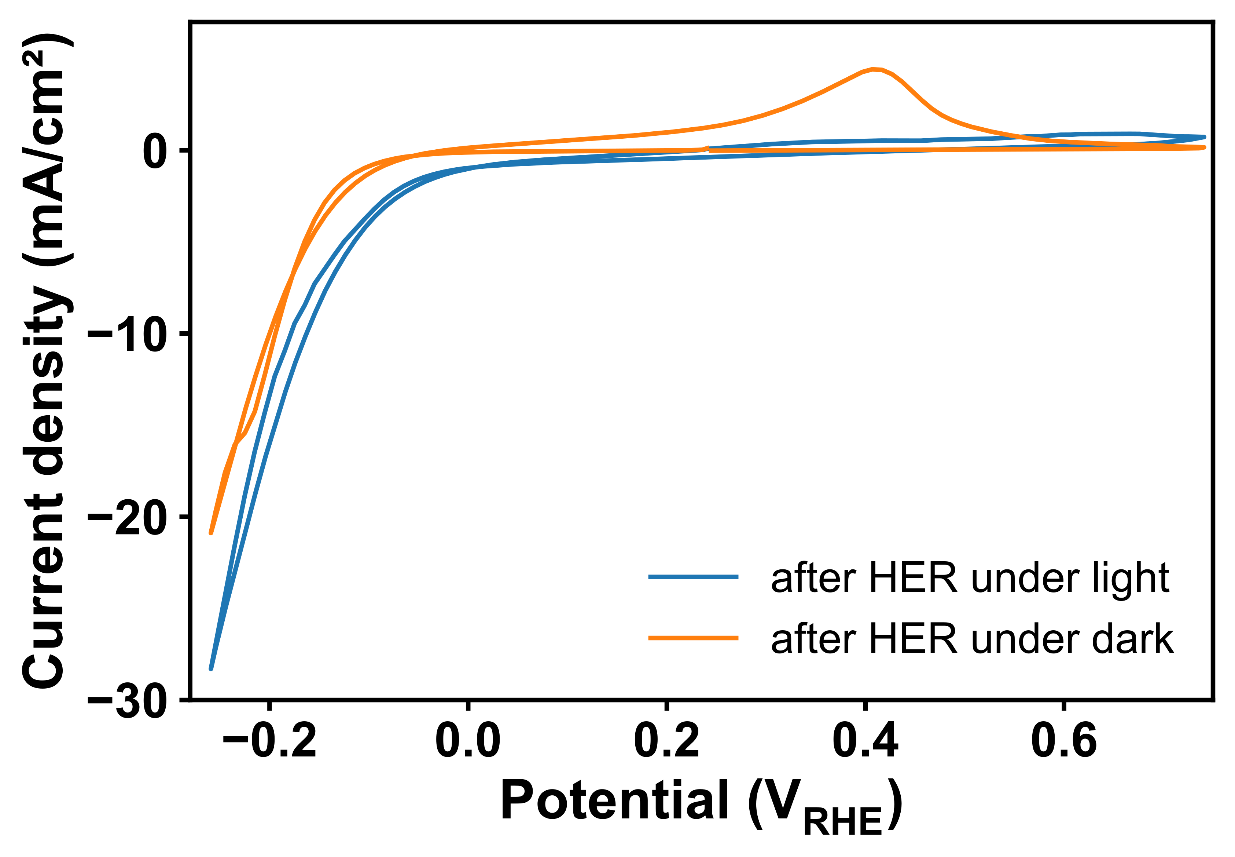 Current density (mA/cm²)
0
−10
−20
−30
after HER under light
after HER under dark
−0.2 0.0 0.2 0.4 0.6
Potential (V_RHE)